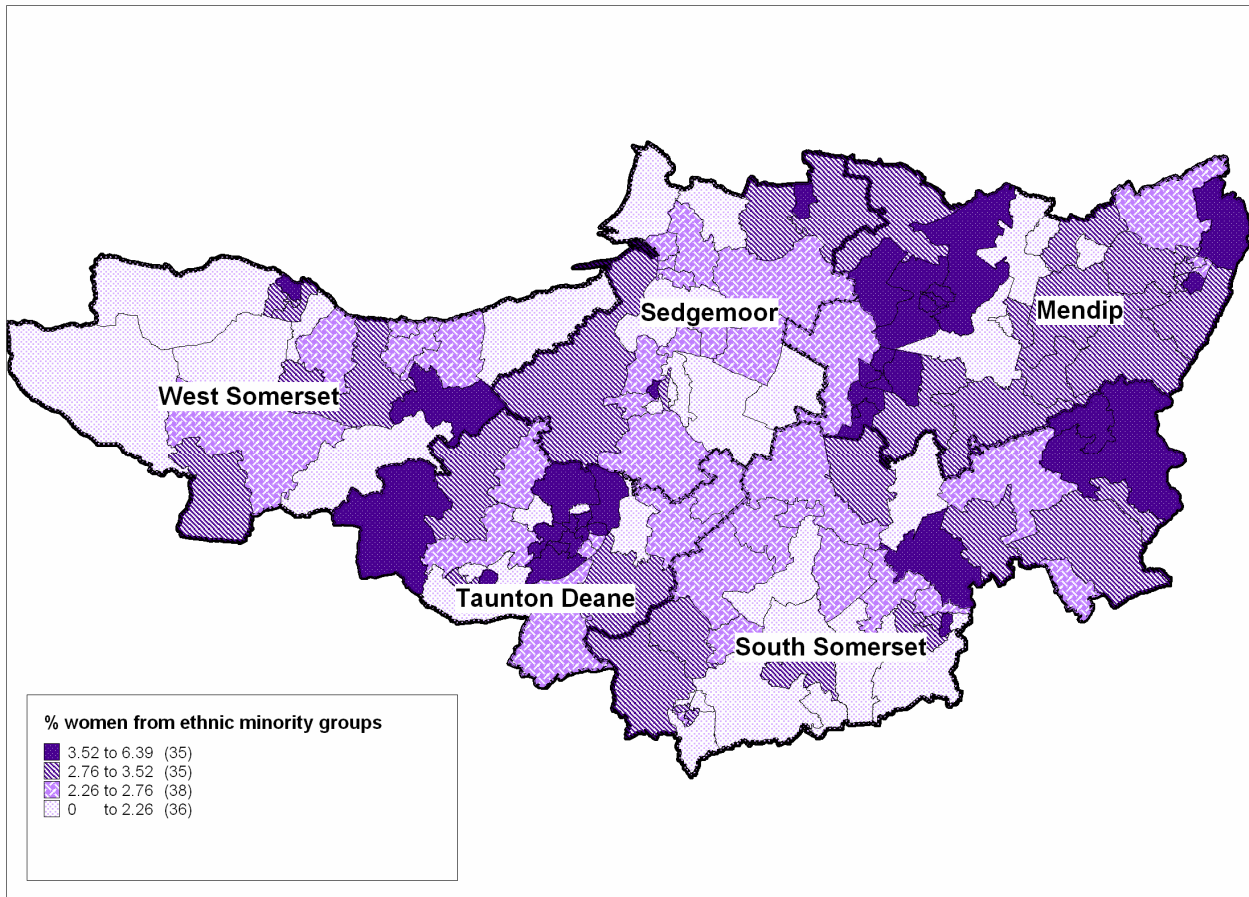 Sedgemoor
Mendip
West Somerset
Taunton Deane
South Somerset
% women from ethnic minority groups
3.52 to 6.39 (35)
2.76 to 3.52 (35)
2.26 to 2.76 (38)
0 to 2.26 (36)